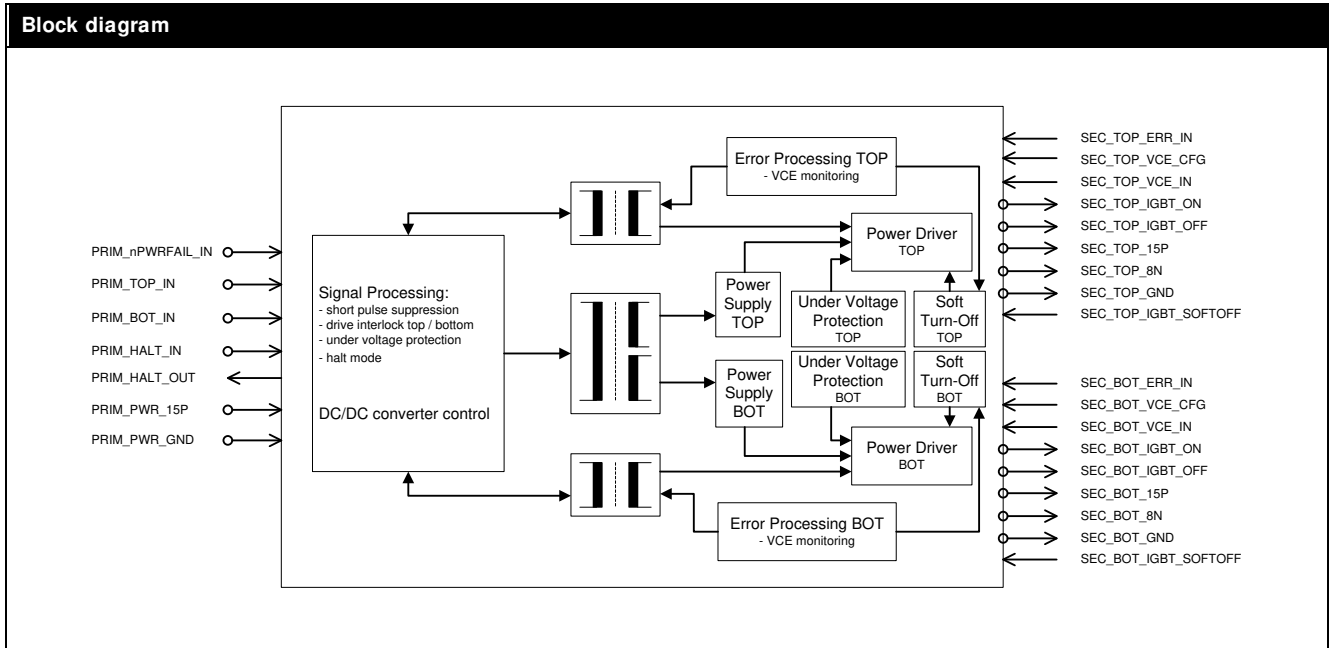 Block diagram
PRIM_nPWRFAIL_IN
PRIM_TOP_IN
PRIM_BOT_IN
PRIM_HALT_IN
PRIM_HALT_OUT
PRIM_PWR_15P
PRIM_PWR_GND
Signal Processing:
- short pulse suppression
- drive interlock top / bottom
- under voltage protection
- halt mode
DC/DC converter control
Error Processing TOP
- VCE monitoring
Power Driver
TOP
Power
Supply
TOP
Under Voltage
Protection
TOP
Soft
Turn-Off
TOP
Under Voltage
Protection
BOT
Soft
Turn-Off
BOT
Power
Supply
BOT
Power Driver
BOT
Error Processing BOT
- VCE monitoring
SEC_TOP_ERR_IN
SEC_TOP_VCE_CFG
SEC_TOP_VCE_IN
SEC_TOP_IGBT_ON
SEC_TOP_IGBT_OFF
SEC_TOP_15P
SEC_TOP_8N
SEC_TOP_GND
SEC_TOP_IGBT_SOFTOFF
SEC_BOT_ERR_IN
SEC_BOT_VCE_CFG
SEC_BOT_VCE_IN
SEC_BOT_IGBT_ON
SEC_BOT_IGBT_OFF
SEC_BOT_15P
SEC_BOT_8N
SEC_BOT_GND
SEC_BOT_IGBT_SOFTOFF